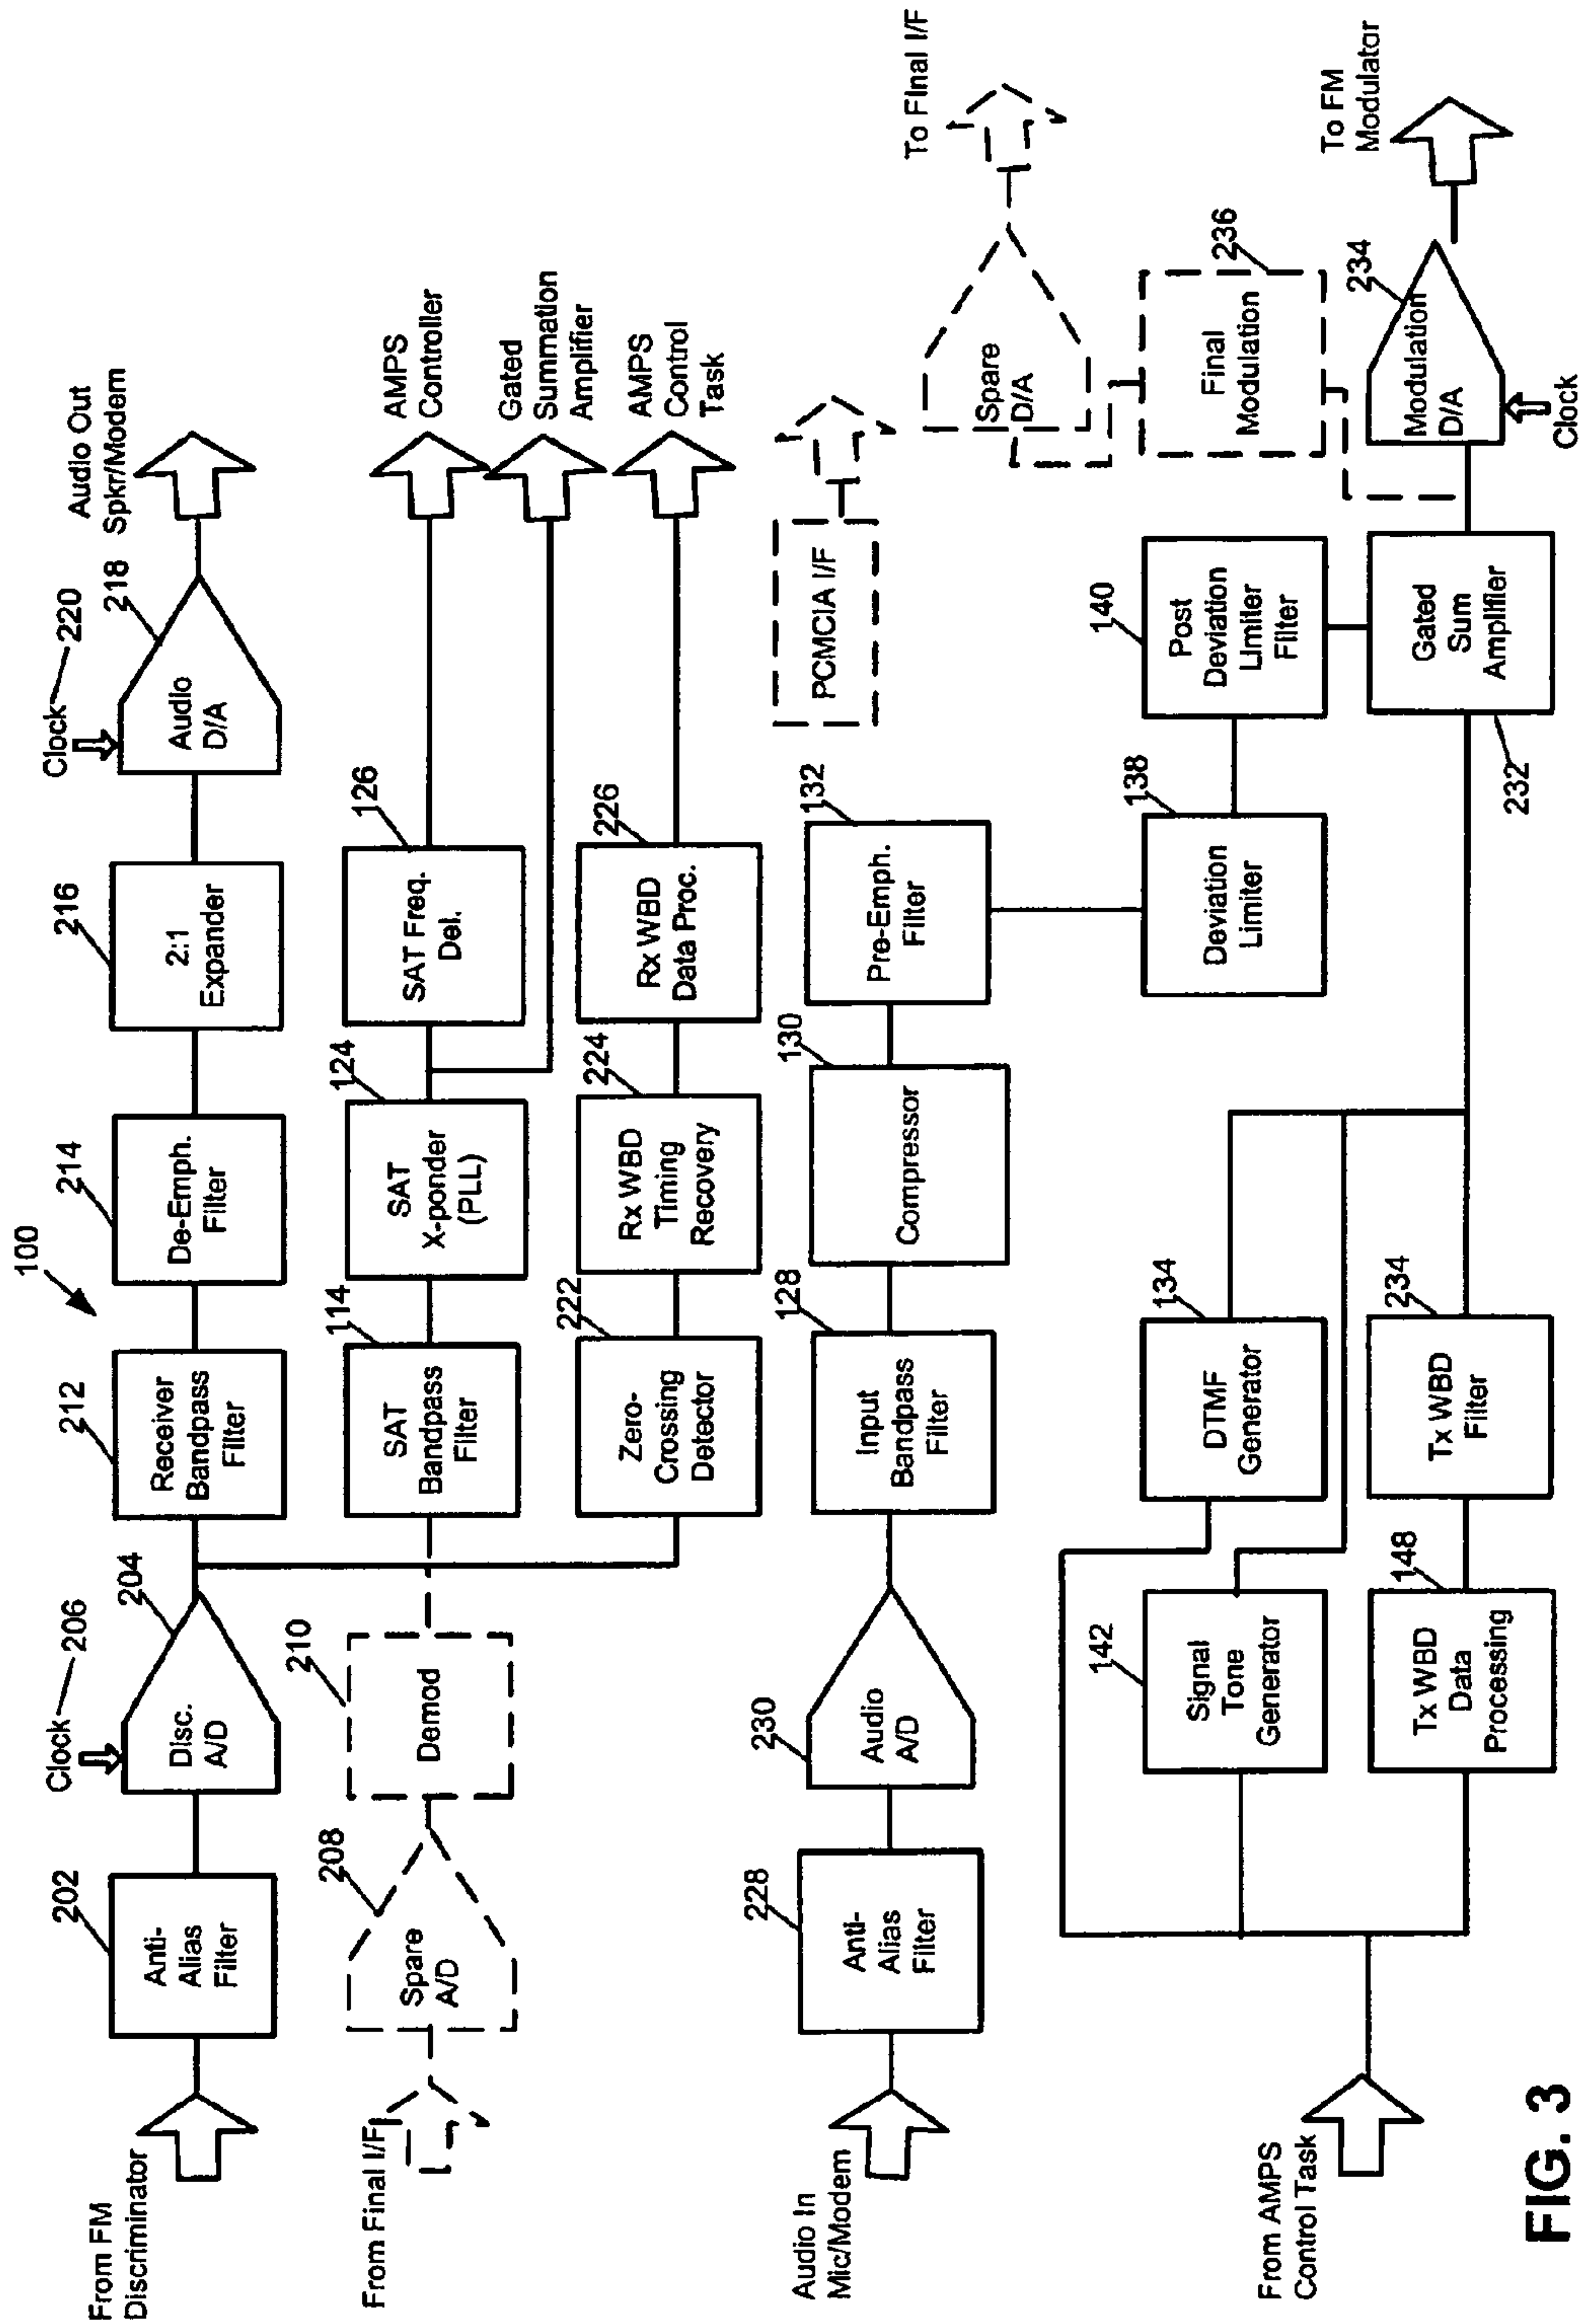 100
From FM
Discriminator
202
Anti-
Alias
Filter
Clock
206
204
Disc.
A/D
212
Receiver
Bandpass
Filter
214
De-Emph.
Filter
216
2:1
Expander
Clock
220
218
Audio
D/A
Audio Out
Spkr/Modem
From Final I/F
208
Spare
A/D
210
Demod
114
SAT
Bandpass
Filter
124
SAT
X-ponder
(PLL)
126
SAT Freq.
Del.
AMPS
Controller
Gated
Summation
Amplifier
222
Zero-
Crossing
Detector
224
Rx WBD
Timing
Recovery
226
Rx WBD
Data Proc.
AMPS
Control
Task
Audio In
Mic/Modem
228
Anti-
Alias
Filter
230
Audio
A/D
128
Input
Bandpass
Filter
130
Compressor
132
Pre-Emph.
Filter
PCMCIA I/F
Spare
D/A
To Final I/F
138
Deviation
Limiter
140
Post
Deviation
Limiter
Filter
Final
Modulation
236
From AMPS
Control Task
142
Signal
Tone
Generator
134
DTMF
Generator
148
Tx WBD
Data
Processing
234
Tx WBD
Filter
232
Gated
Sum
Amplifier
234
Modulation
D/A
Clock
To FM
Modulator
FIG. 3